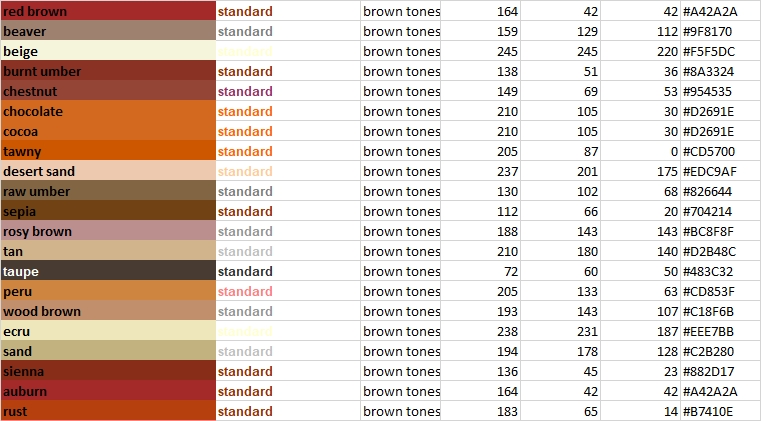 red brown standard brown tones 164 42 42 #A42A2A
beaver standard brown tones 159 129 112 #9F8170
beige standard brown tones 245 245 220 #F5F5DC
burnt umber standard brown tones 138 51 36 #8A3324
chestnut standard brown tones 149 69 53 #954535
chocolate standard brown tones 210 105 30 #D2691E
cocoa standard brown tones 210 105 30 #D2691E
tawny standard brown tones 205 87 0 #CD5700
desert sand standard brown tones 237 201 175 #EDC9AF
raw umber standard brown tones 130 102 68 #826644
sepia standard brown tones 112 66 20 #704214
rosy brown standard brown tones 188 143 143 #BC8F8F
tan standard brown tones 210 180 140 #D2B48C
taupe standard brown tones 72 60 50 #483C32
peru standard brown tones 205 133 63 #CD853F
wood brown standard brown tones 193 143 107 #C18F6B
ecru standard brown tones 238 231 187 #EEE7BB
sand standard brown tones 194 178 128 #C2B280
sienna standard brown tones 136 45 23 #882D17
auburn standard brown tones 164 42 42 #A42A2A
rust standard brown tones 183 65 14 #B7410E